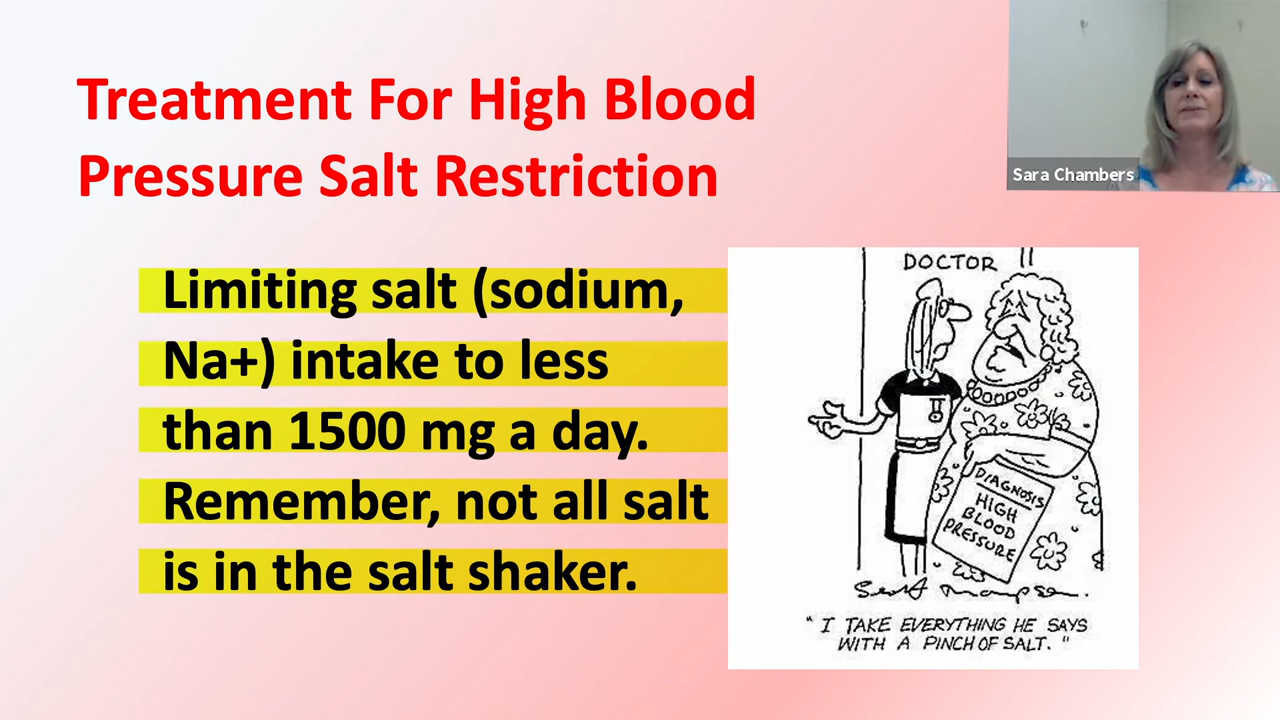 Treatment For High Blood
Pressure Salt Restriction
Sara Chambers
Limiting salt (sodium,
Na+) intake to less
than 1500 mg a day.
Remember, not all salt
is in the salt shaker.
DOCTOR
DIAGNOSIS
HIGH
BLOOD
PRESSURE
"I TAKE EVERYTHING HE SAYS
WITH A PINCH OF SALT."